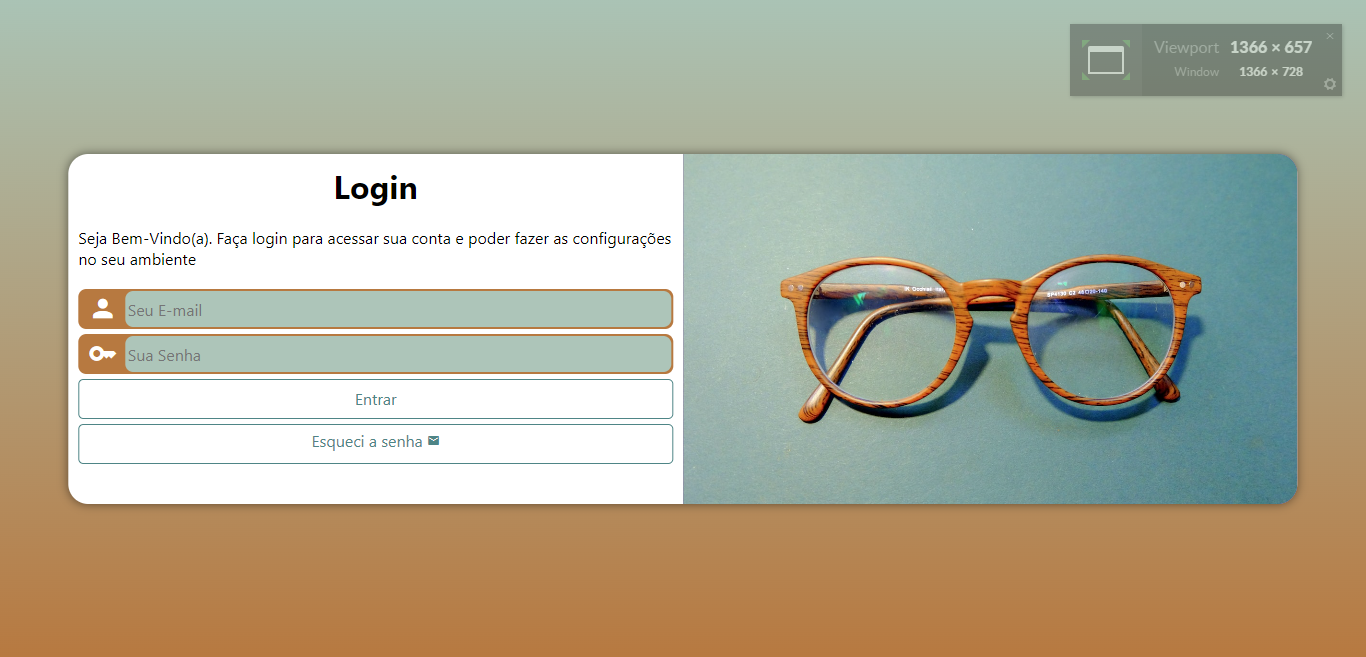 Viewport 1366 × 657
Window 1366 × 728
Login
Seja Bem-Vindo(a). Faça login para acessar sua conta e poder fazer as configurações
no seu ambiente
Seu E-mail
Sua Senha
Entrar
Esqueci a senha